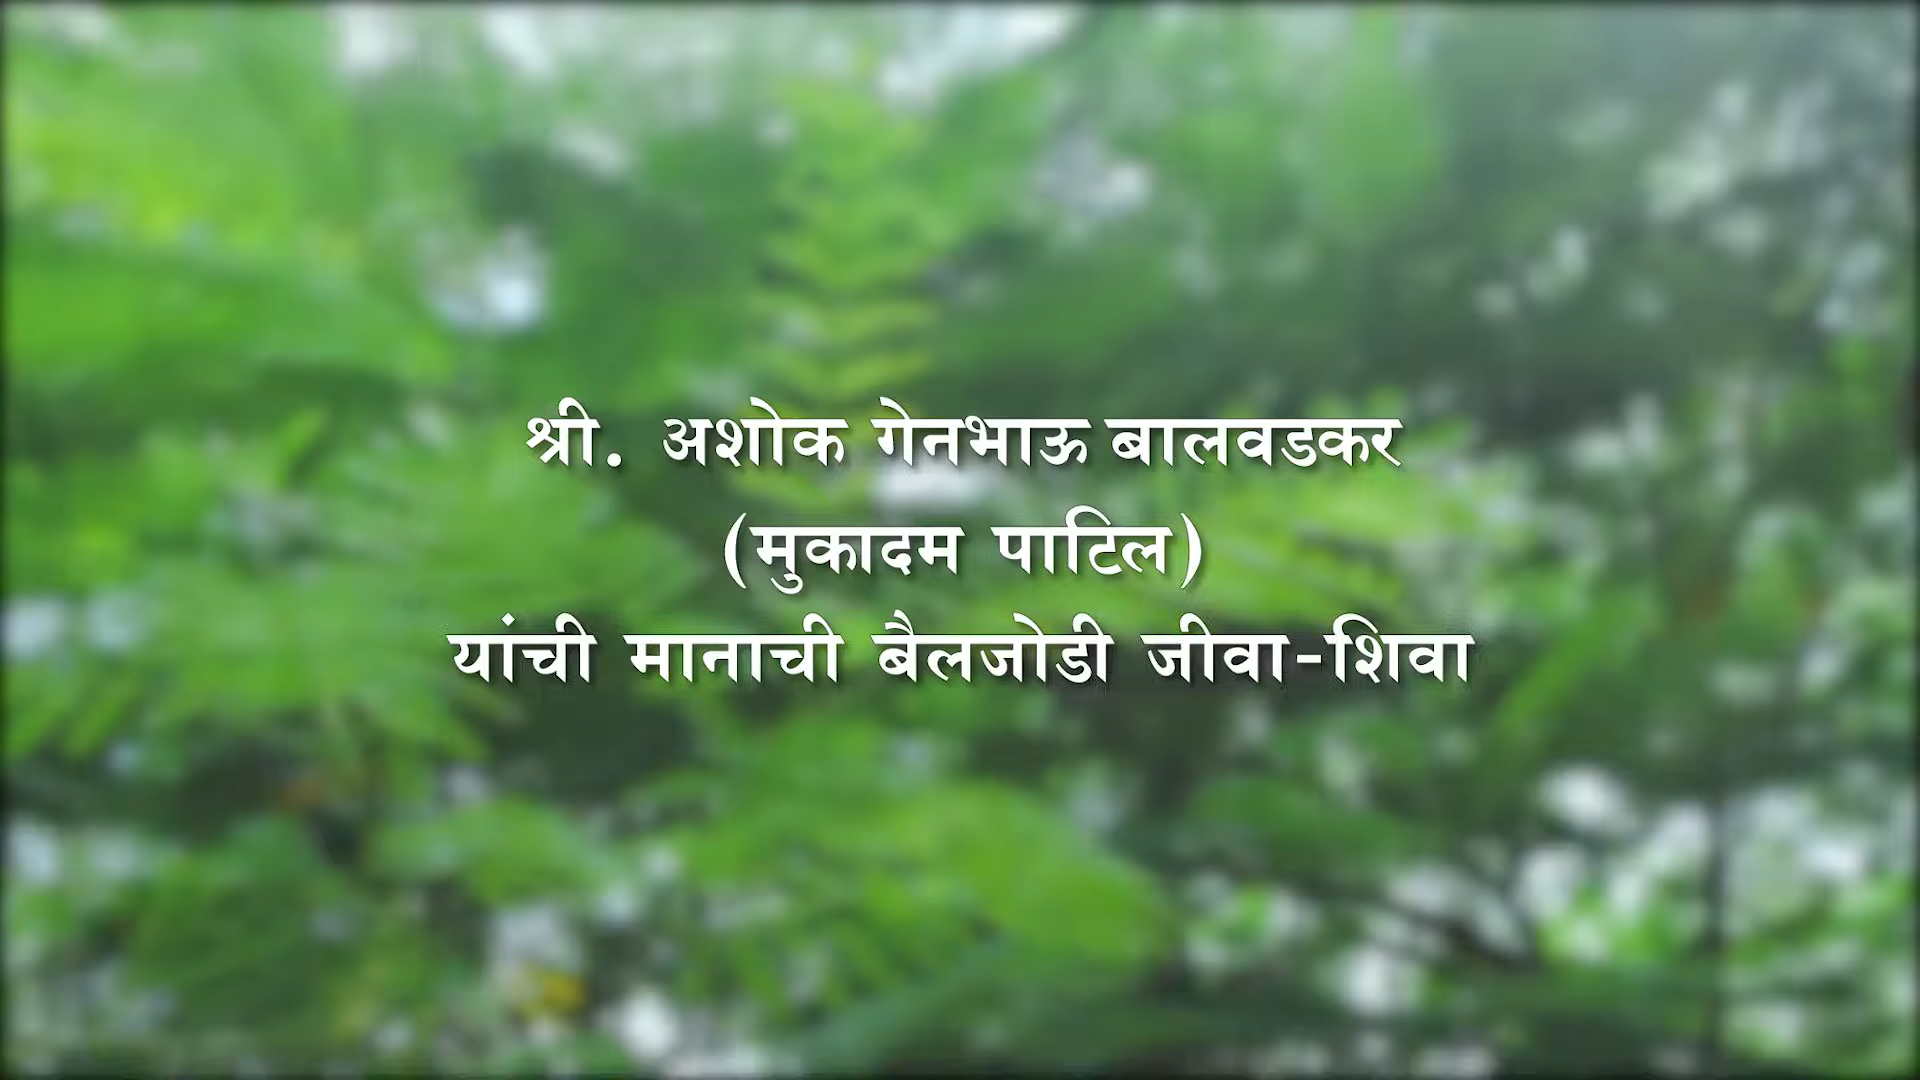 श्री. अशोक गेनभाऊ बालवडकर
(मुकादम पाटिल)
यांची मानाची बैलजोडी जीवा-शिवा